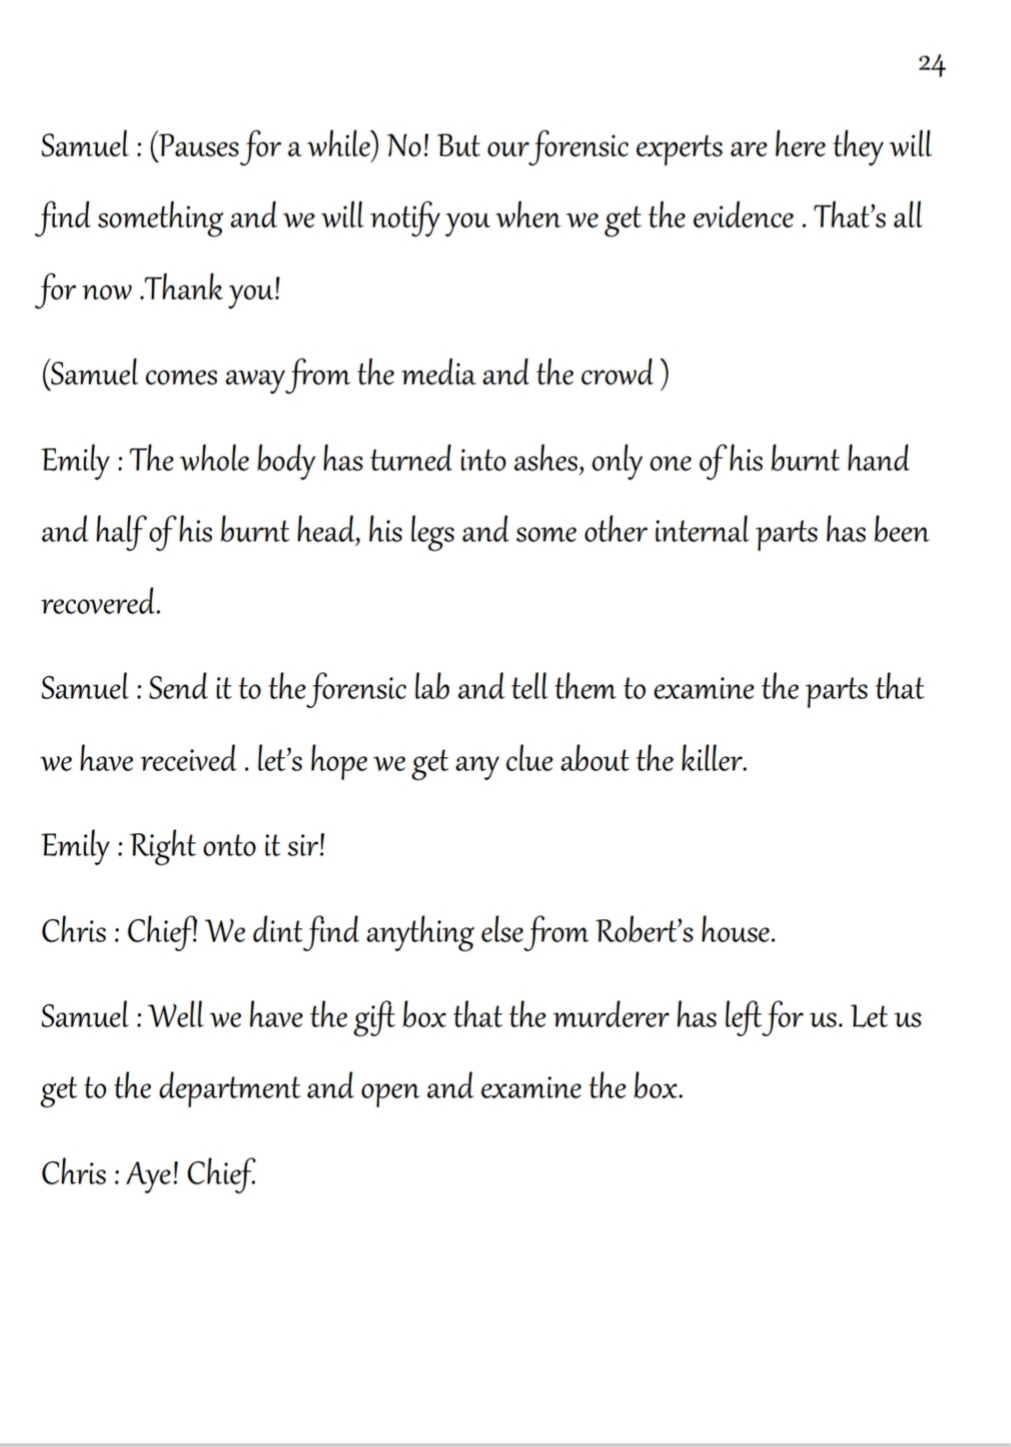 24
Samuel : (Pauses for a while) No! But our forensic experts are here they will
find something and we will notify you when we get the evidence . That's all
for now .Thank you!
(Samuel comes away from the media and the crowd )
Emily : The whole body has turned into ashes, only one of his burnt hand
and half of his burnt head, his legs and some other internal parts has been
recovered.
Samuel : Send it to the forensic lab and tell them to examine the parts that
we have received . let's hope we get any clue about the killer.
Emily : Right onto it sir!
Chris : Chief! We dint find anything else from Robert's house.
Samuel : Well we have the gift box that the murderer has left for us. Let us
get to the department and open and examine the box.
Chris : Aye! Chief.